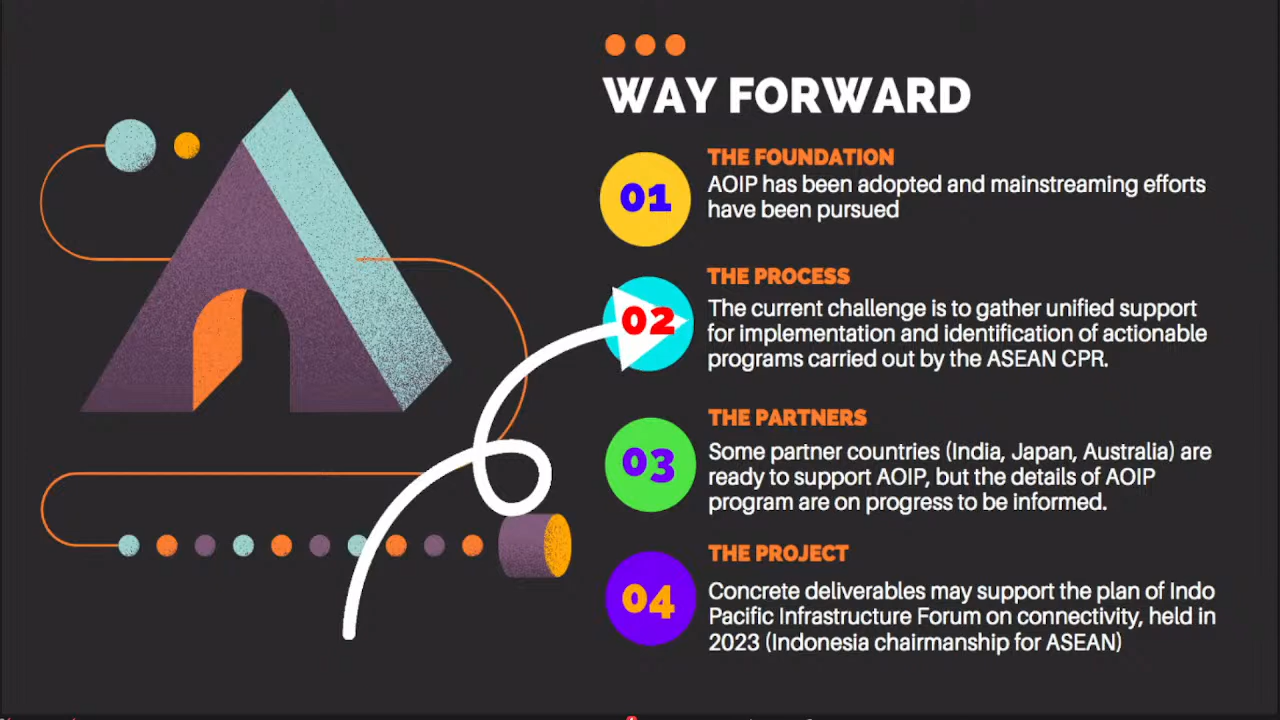 WAY FORWARD
01
THE FOUNDATION
AOIP has been adopted and mainstreaming efforts
have been pursued
02
THE PROCESS
The current challenge is to gather unified support
for implementation and identification of actionable
programs carried out by the ASEAN CPR.
03
THE PARTNERS
Some partner countries (India, Japan, Australia) are
ready to support AOIP, but the details of AOIP
program are on progress to be informed.
04
THE PROJECT
Concrete deliverables may support the plan of Indo
Pacific Infrastructure Forum on connectivity, held in
2023 (Indonesia chairmanship for ASEAN)